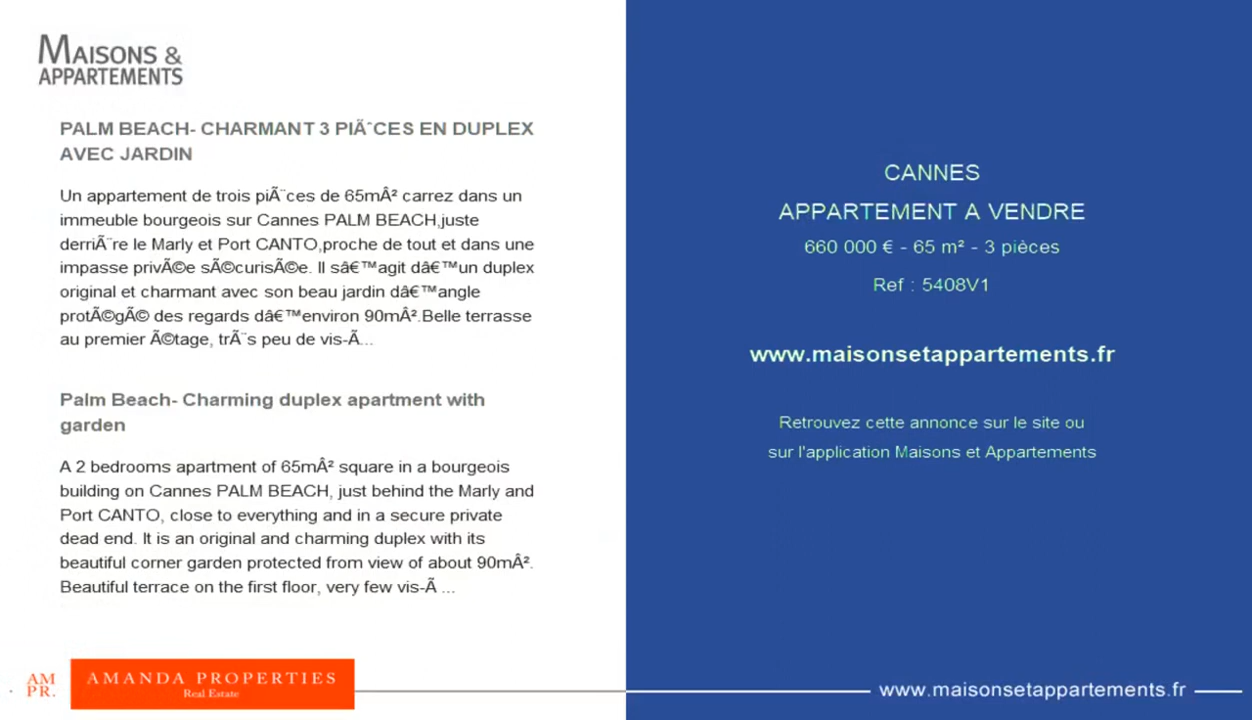 MAISONS &
APPARTEMENTS
PALM BEACH- CHARMANT 3 PIÃˆCES EN DUPLEX
AVEC JARDIN
Un appartement de trois piÃ¨ces de 65mÂ² carrez dans un
immeuble bourgeois sur Cannes PALM BEACH,juste
derriÃ¨re le Marly et Port CANTO,proche de tout et dans une
impasse privÃ©e sÃ©curisÃ©e. Il sâ€™agit dâ€™un duplex
original et charmant avec son beau jardin dâ€™angle
protÃ©gÃ© des regards dâ€™environ 90mÂ².Belle terrasse
au premier Ã©tage, trÃ¨s peu de vis-Ã...
Palm Beach- Charming duplex apartment with
garden
A 2 bedrooms apartment of 65mÂ² square in a bourgeois
building on Cannes PALM BEACH, just behind the Marly and
Port CANTO, close to everything and in a secure private
dead end. It is an original and charming duplex with its
beautiful corner garden protected from view of about 90mÂ².
Beautiful terrace on the first floor, very few vis-Ã ...
AM
PR.
AMANDA PROPERTIES
Real Estate
CANNES
APPARTEMENT A VENDRE
660 000 € - 65 m² - 3 pièces
Ref : 5408V1
www.maisonsetappartements.fr
Retrouvez cette annonce sur le site ou
sur l'application Maisons et Appartements
www.maisonsetappartements.fr